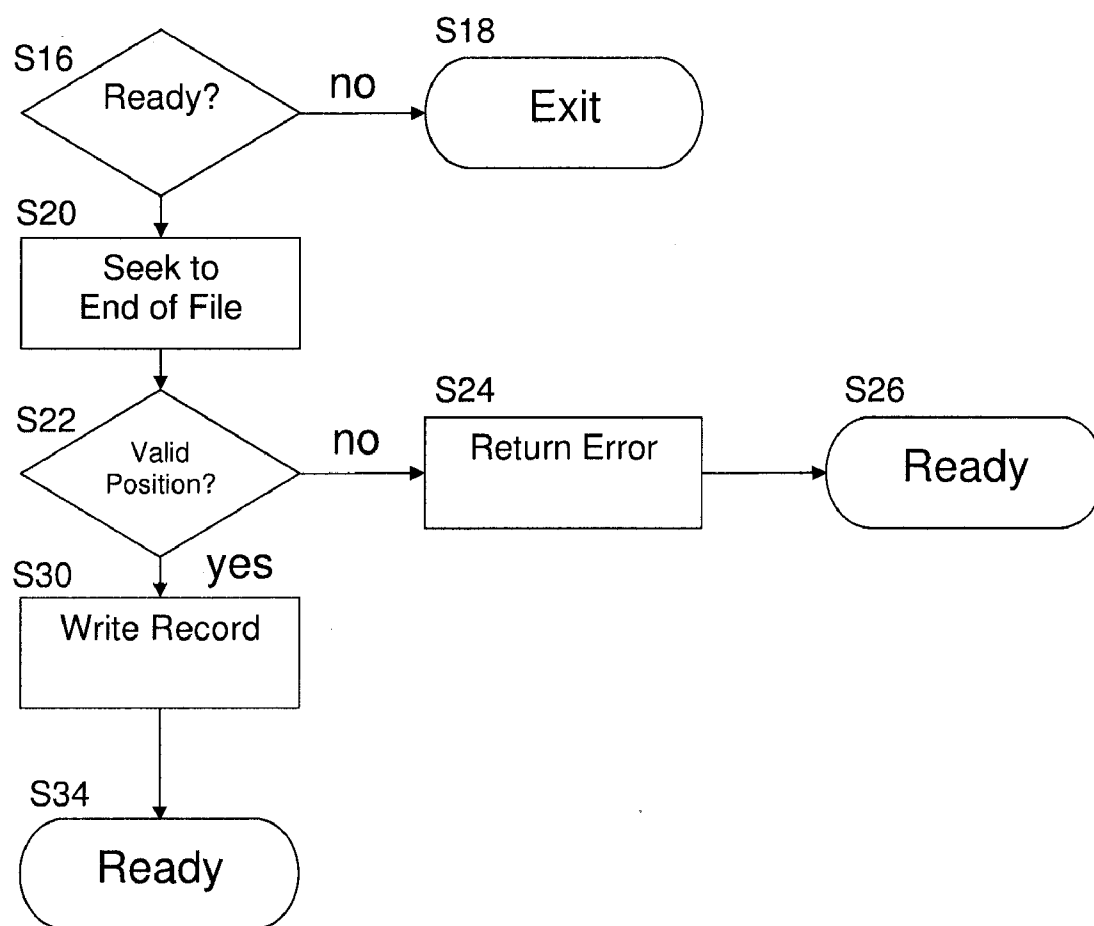 S16
Ready?
no
S18
Exit
S20
Seek to
End of File
S22
Valid
Position?
no
S24
Return Error
S26
Ready
yes
S30
Write Record
S34
Ready